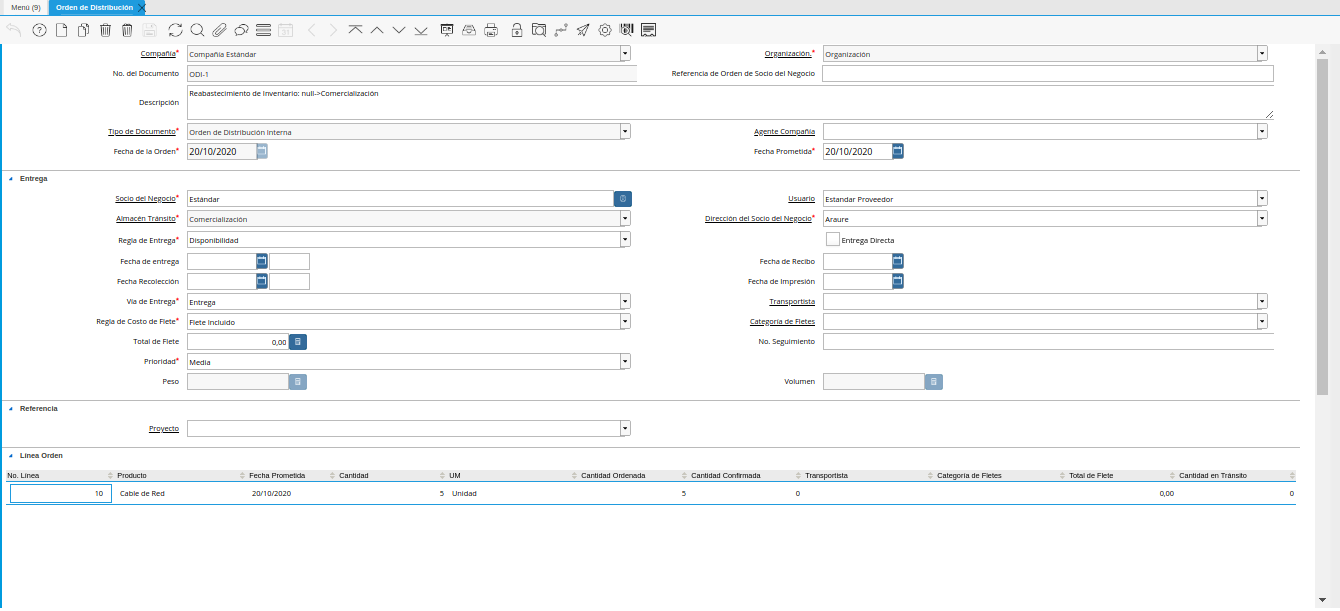 Menú (9) Orden de Distribución
Compañía* Compañía Estándar Organización.* Organización
No. del Documento ODI-1 Referencia de Orden de Socio del Negocio
Descripción Reabastecimiento de Inventario: null->Comercialización
Tipo de Documento* Orden de Distribución Interna Agente Compañía
Fecha de la Orden* 20/10/2020 Fecha Prometida* 20/10/2020
Entrega
Socio del Negocio* Estándar Usuario Estandar Proveedor
Almacén Tránsito* Comercialización Dirección del Socio del Negocio* Araure
Regla de Entrega* Disponibilidad Entrega Directa
Fecha de entrega Fecha de Recibo
Fecha Recolección Fecha de Impresión
Vía de Entrega* Entrega Transportista
Regla de Costo de Flete* Flete Incluido Categoría de Fletes
Total de Flete 0,00 No. Seguimiento
Prioridad* Media
Peso Volumen
Referencia
Proyecto
Línea Orden
No. Línea Producto Fecha Prometida Cantidad UM Cantidad Ordenada Cantidad Confirmada Transportista Categoría de Fletes Total de Flete Cantidad en Tránsito
10 Cable de Red 20/10/2020 5 Unidad 5 0 0,00 0